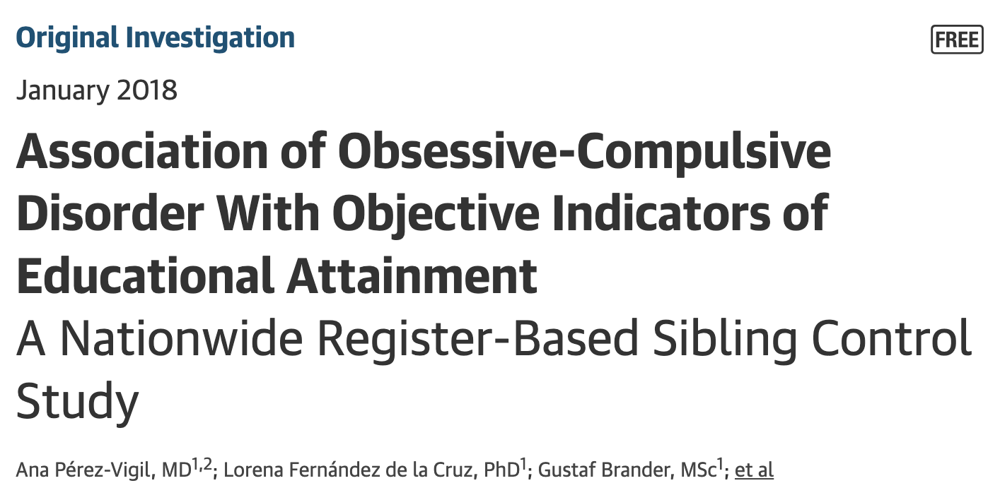 Original Investigation
FREE
January 2018
Association of Obsessive-Compulsive
Disorder With Objective Indicators of
Educational Attainment
A Nationwide Register-Based Sibling Control
Study
Ana Pérez-Vigil, MD1,2; Lorena Fernández de la Cruz, PhD1; Gustaf Brander, MSc1; et al